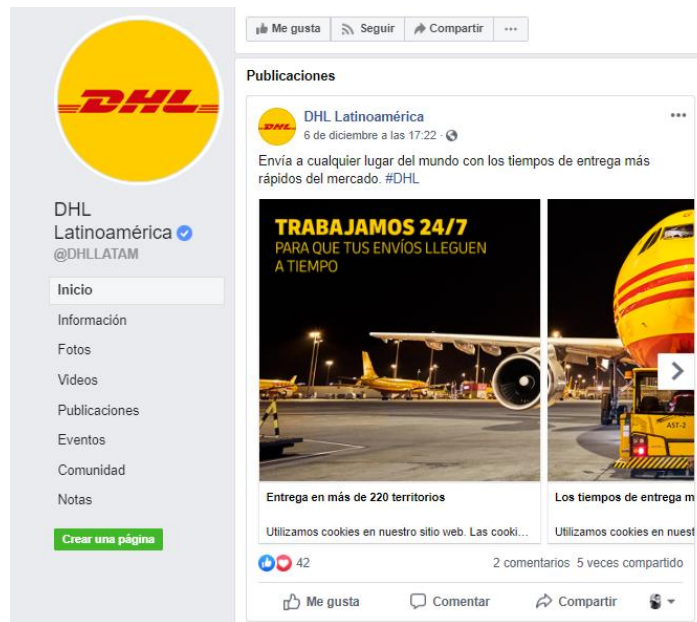 DHL
DHL
Latinoamérica
@DHLLATAM
Inicio
Información
Fotos
Videos
Publicaciones
Eventos
Comunidad
Notas
Crear una página
Me gusta
Seguir
Compartir
Publicaciones
DHL
DHL Latinoamérica
6 de diciembre a las 17:22 ·
Envía a cualquier lugar del mundo con los tiempos de entrega más
rápidos del mercado. #DHL
TRABAJAMOS 24/7
PARA QUE TUS ENVÍOS LLEGUEN
A TIEMPO
AST-2
Entrega en más de 220 territorios
Los tiempos de entrega m
Utilizamos cookies en nuestro sitio web. Las cooki...
Utilizamos cookies en nuest
42
2 comentarios 5 veces compartido
Me gusta
Comentar
Compartir